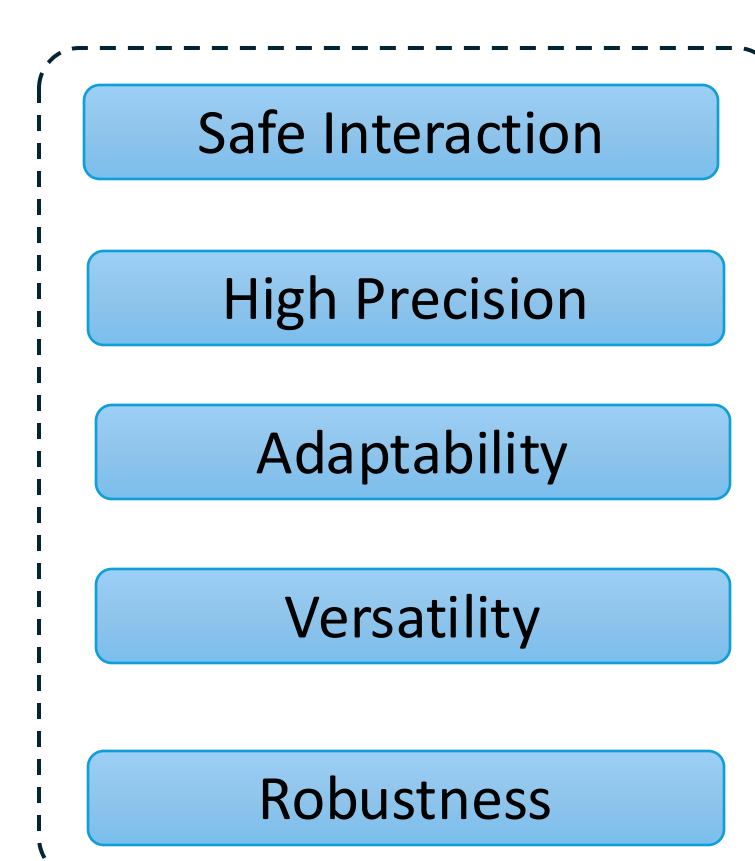 Safe Interaction
High Precision
Adaptability
Versatility
Robustness